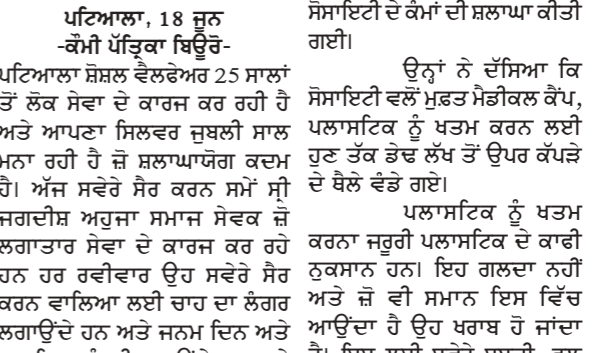 ਪਟਿਆਲਾ, 18 ਜੂਨ
-ਕੌਮੀ ਪੱਤ੍ਰਿਕਾ ਬਿਊਰੋ-
ਪਟਿਆਲਾ ਸ਼ੋਸ਼ਲ ਵੈਲਫੇਅਰ 25 ਸਾਲਾਂ
ਤੋਂ ਲੋਕ ਸੇਵਾ ਦੇ ਕਾਰਜ ਕਰ ਰਹੀ ਹੈ
ਅਤੇ ਆਪਣਾ ਸਿਲਵਰ ਜੁਬਲੀ ਸਾਲ
ਮਨਾ ਰਹੀ ਹੈ ਜ਼ੋ ਸ਼ਲਾਘਾਯੋਗ ਕਦਮ
ਹੈ। ਅੱਜ ਸਵੇਰੇ ਸੈਰ ਕਰਨ ਸਮੇਂ ਸ੍ਰੀ
ਜਗਦੀਸ਼ ਅਹੁਜਾ ਸਮਾਜ ਸੇਵਕ ਜ਼ੋ
ਲਗਾਤਾਰ ਸੇਵਾ ਦੇ ਕਾਰਜ ਕਰ ਰਹੇ
ਹਨ ਹਰ ਰਵੀਵਾਰ ਉਹ ਸਵੇਰੇ ਸੈਰ
ਕਰਨ ਵਾਲਿਆ ਲਈ ਚਾਹ ਦਾ ਲੰਗਰ
ਲਗਾਉਂਦੇ ਹਨ ਅਤੇ ਜਨਮ ਦਿਨ ਅਤੇ
ਸੋਸਾਇਟੀ ਦੇ ਕੰਮਾਂ ਦੀ ਸ਼ਲਾਘਾ ਕੀਤੀ
ਗਈ।
ਉਨ੍ਹਾਂ ਨੇ ਦੱਸਿਆ ਕਿ
ਸੋਸਾਇਟੀ ਵਲੋਂ ਮੁਫ਼ਤ ਮੈਡੀਕਲ ਕੈਂਪ,
ਪਲਾਸਟਿਕ ਨੂੰ ਖਤਮ ਕਰਨ ਲਈ
ਹੁਣ ਤੱਕ ਡੇਢ ਲੱਖ ਤੋਂ ਉਪਰ ਕੱਪੜੇ
ਦੇ ਥੈਲੇ ਵੰਡੇ ਗਏ।
ਪਲਾਸਟਿਕ ਨੂੰ ਖਤਮ
ਕਰਨਾ ਜਰੂਰੀ ਪਲਾਸਟਿਕ ਦੇ ਕਾਫੀ
ਨੁਕਸਾਨ ਹਨ। ਇਹ ਗਲਦਾ ਨਹੀਂ
ਅਤੇ ਜ਼ੋ ਵੀ ਸਮਾਨ ਇਸ ਵਿੱਚ
ਆਉਂਦਾ ਹੈ ਉਹ ਖਰਾਬ ਹੋ ਜਾਂਦਾ